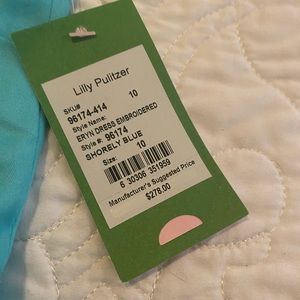 Lilly Pulitzer
SKU#
96174-414 10
Style Name:
ERYN DRESS EMBROIDERED
Style #: 96174
SHORELY BLUE
Size: 10
6 30306 351959
Manufacturer's Suggested Price
$278.00